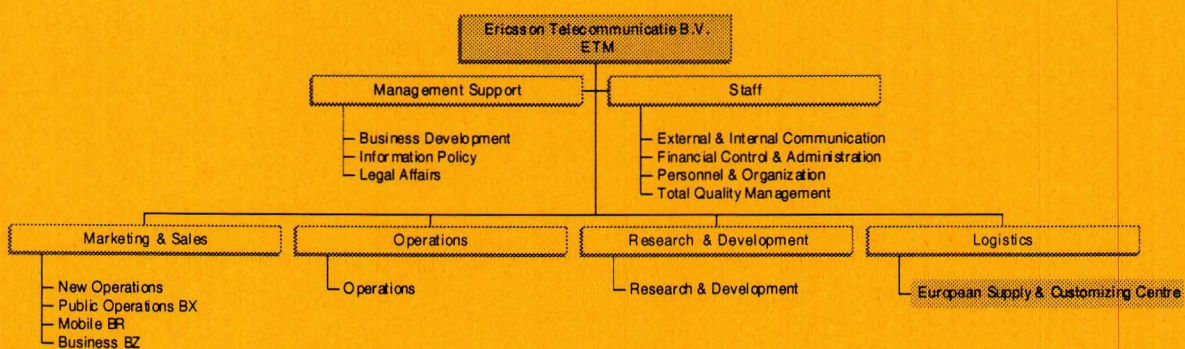 Ericsson Telecommunicatie B.V.
ETM
Management Support
Staff
Business Development
Information Policy
Legal Affairs
External & Internal Communication
Financial Control & Administration
Personnel & Organization
Total Quality Management
Marketing & Sales
Operations
Research & Development
Logistics
New Operations
Public Operations BX
Mobile BR
Business BZ
Operations
Research & Development
European Supply & Customizing Centre